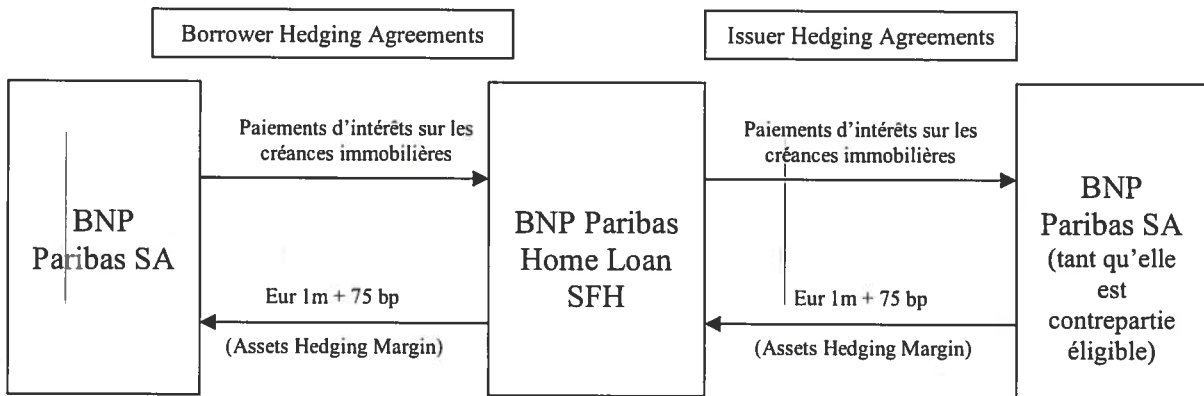 Borrower Hedging Agreements
Issuer Hedging Agreements
BNP
Paribas SA
Paiements d'intérêts sur les
créances immobilières
Eur 1m + 75 bp
(Assets Hedging Margin)
BNP Paribas
Home Loan
SFH
Paiements d'intérêts sur les
créances immobilières
Eur 1m + 75 bp
(Assets Hedging Margin)
BNP
Paribas SA
(tant qu'elle
est
contrepartie
éligible)